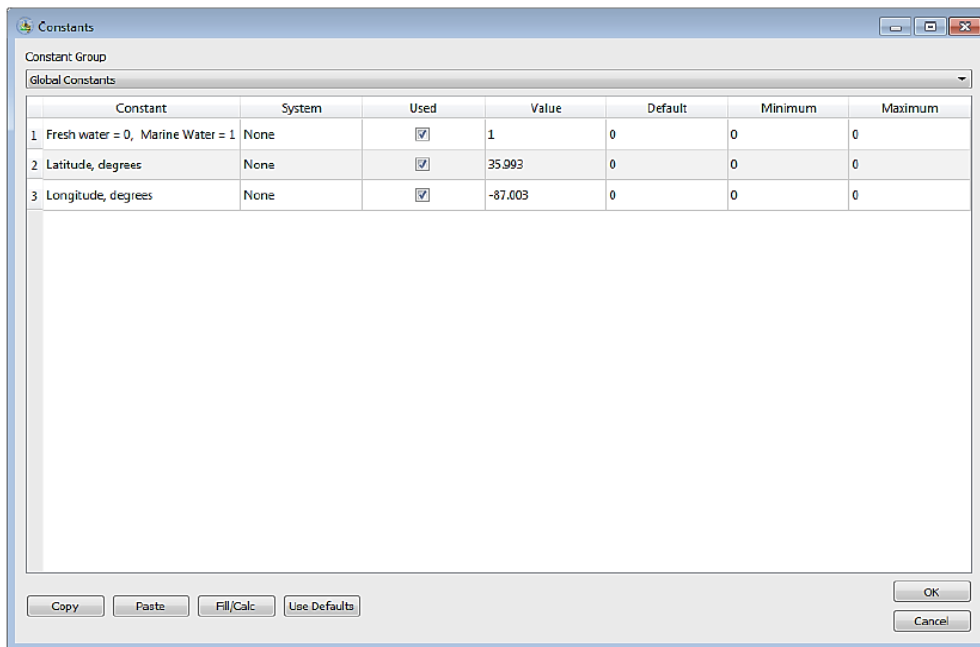 Constants
Constant Group
Global Constants
Constant System Used Value Default Minimum Maximum
1 Fresh water = 0, Marine Water = 1 None 1 0 0 0
2 Latitude, degrees None 35.993 0 0 0
3 Longitude, degrees None -87.003 0 0 0
Copy Paste Fill/Calc Use Defaults OK
Cancel